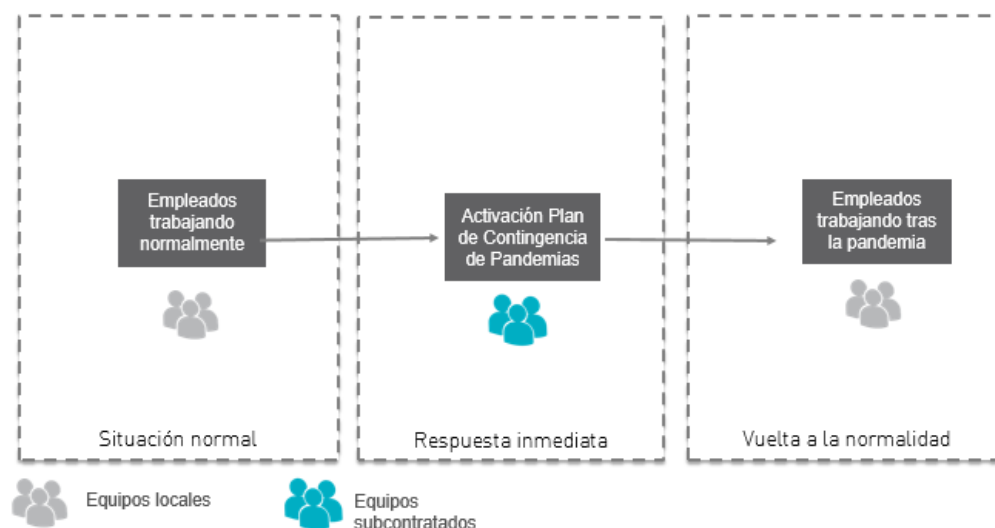 Empleados
trabajando
normalmente
Activación Plan
de Contingencia
de Pandemias
Empleados
trabajando tras
la pandemia
Situación normal
Respuesta inmediata
Vuelta a la normalidad
Equipos locales
Equipos
subcontratados